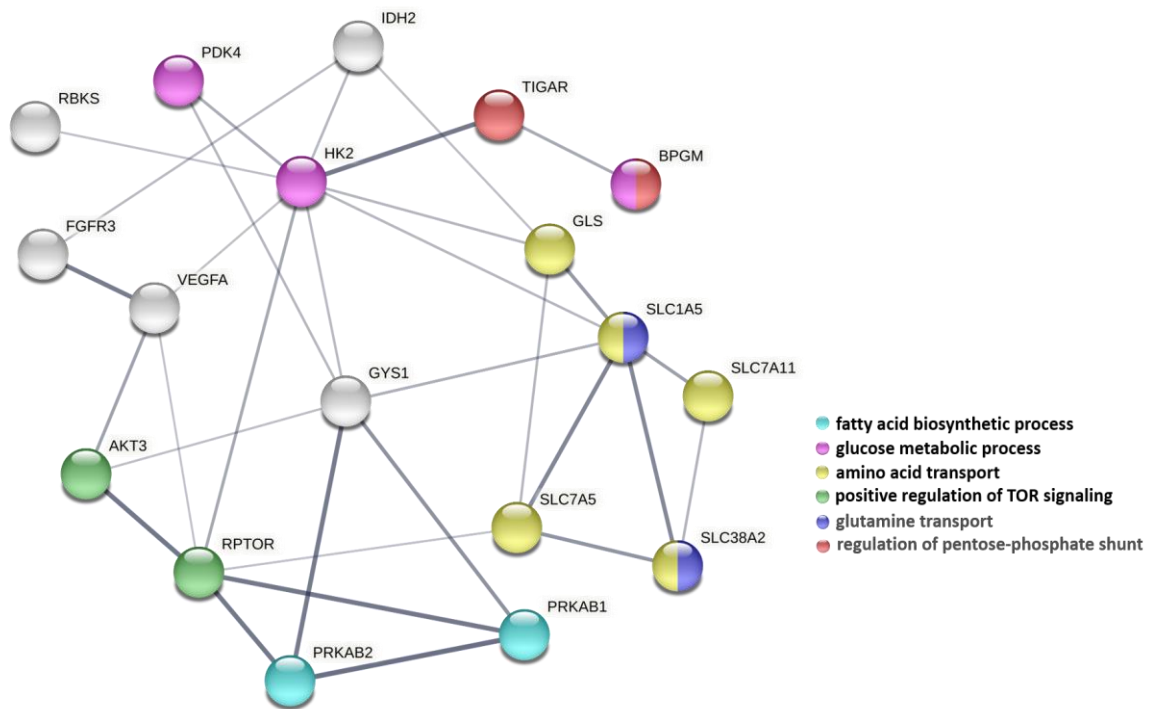 IDH2
PDK4
TIGAR
RBKS
HK2
BPGM
GLS
FGFR3
VEGFA
SLC1A5
SLC7A11
GYS1
AKT3
SLC7A5
RPTOR
SLC38A2
PRKAB1
PRKAB2
fatty acid biosynthetic process
glucose metabolic process
amino acid transport
positive regulation of TOR signaling
glutamine transport
regulation of pentose-phosphate shunt